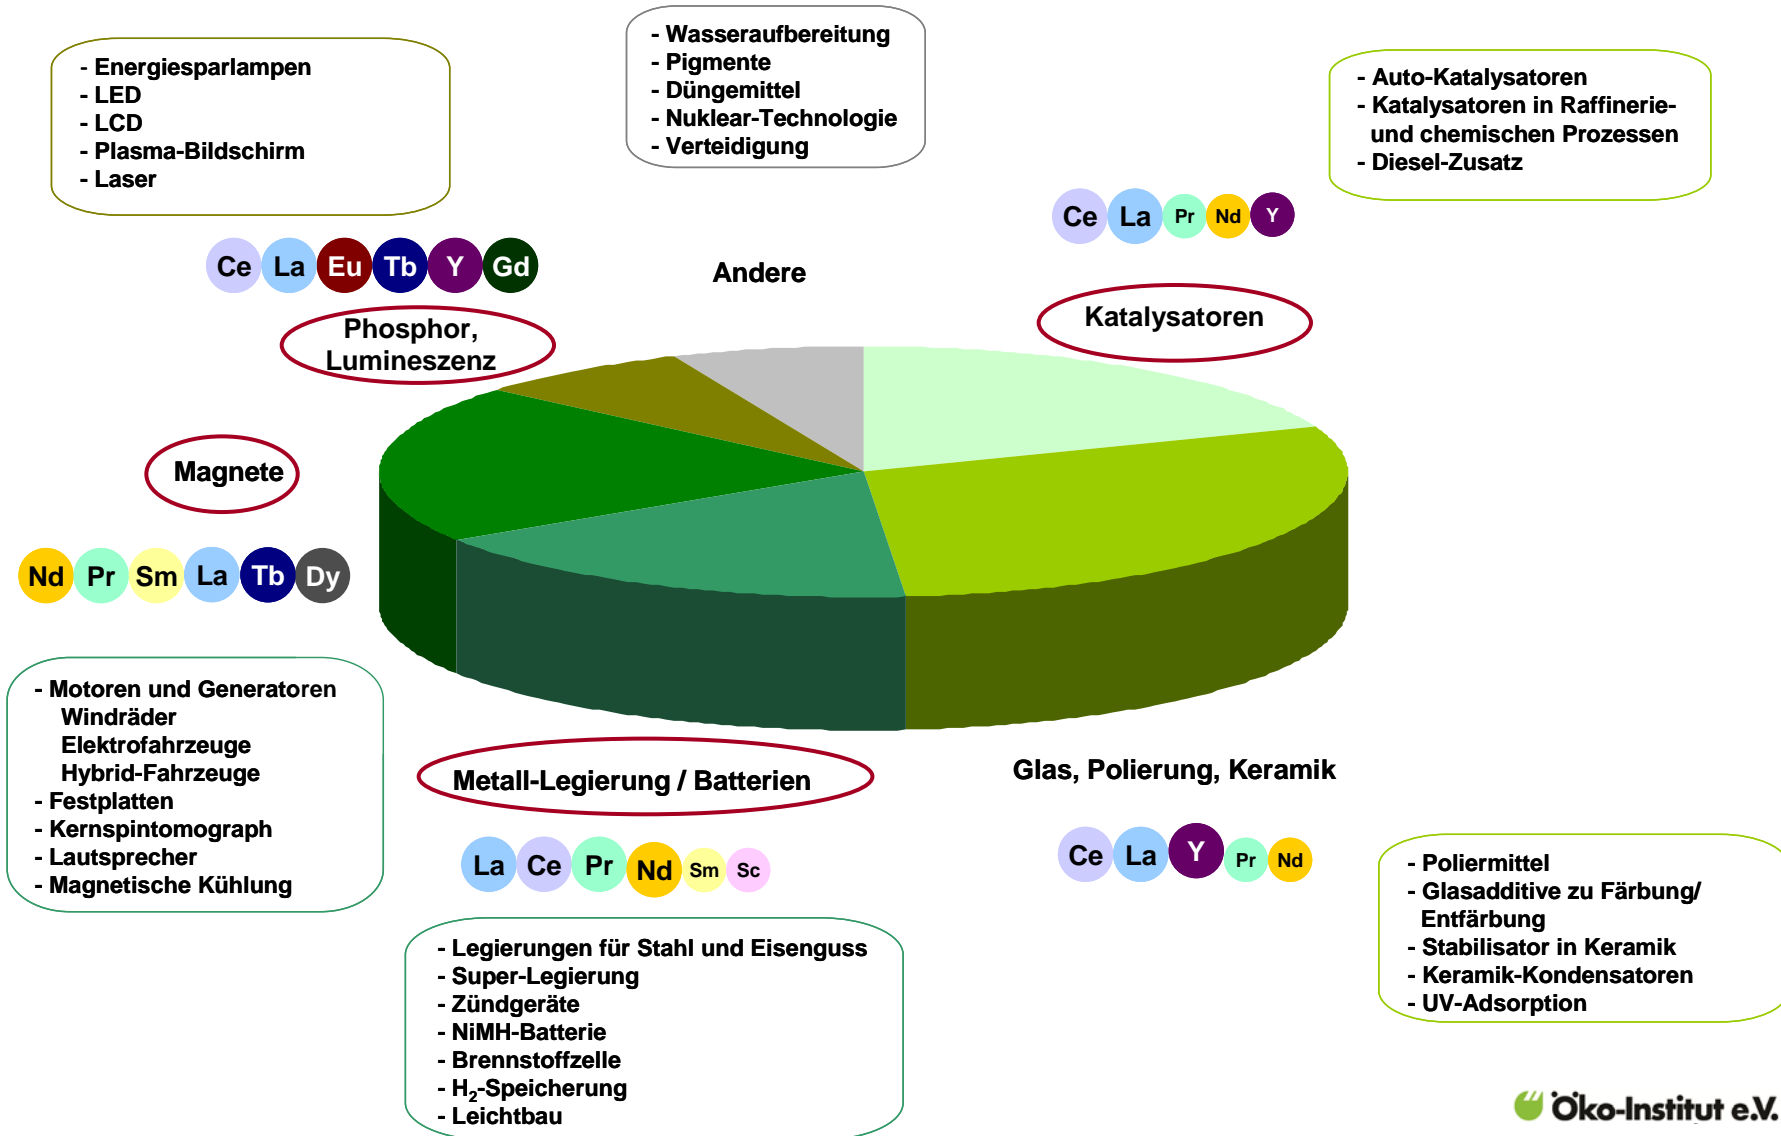 - Energiesparlampen
- LED
- LCD
- Plasma-Bildschirm
- Laser
- Wasseraufbereitung
- Pigmente
- Düngemittel
- Nuklear-Technologie
- Verteidigung
- Auto-Katalysatoren
- Katalysatoren in Raffinerie-
und chemischen Prozessen
- Diesel-Zusatz
Ce La Pr Nd Y
Ce La Eu Tb Y Gd
Andere
Katalysatoren
Phosphor,
Lumineszenz
Magnete
Nd Pr Sm La Tb Dy
- Motoren und Generatoren
Windräder
Elektrofahrzeuge
Hybrid-Fahrzeuge
- Festplatten
- Kernspintomograph
- Lautsprecher
- Magnetische Kühlung
Metall-Legierung / Batterien
La Ce Pr Nd Sm Sc
- Legierungen für Stahl und Eisenguss
- Super-Legierung
- Zündgeräte
- NiMH-Batterie
- Brennstoffzelle
- H₂-Speicherung
- Leichtbau
Glas, Polierung, Keramik
Ce La Y Pr Nd
- Poliermittel
- Glasadditive zu Färbung/
Entfärbung
- Stabilisator in Keramik
- Keramik-Kondensatoren
- UV-Adsorption
Öko-Institut e.V.